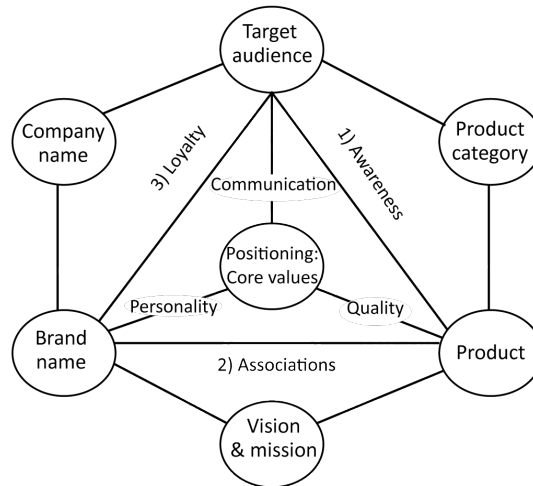 Target
audience
Company
name
Product
category
3) Loyalty
1) Awareness
Communication
Positioning:
Core values
Personality
Quality
Brand
name
Product
2) Associations
Vision
& mission